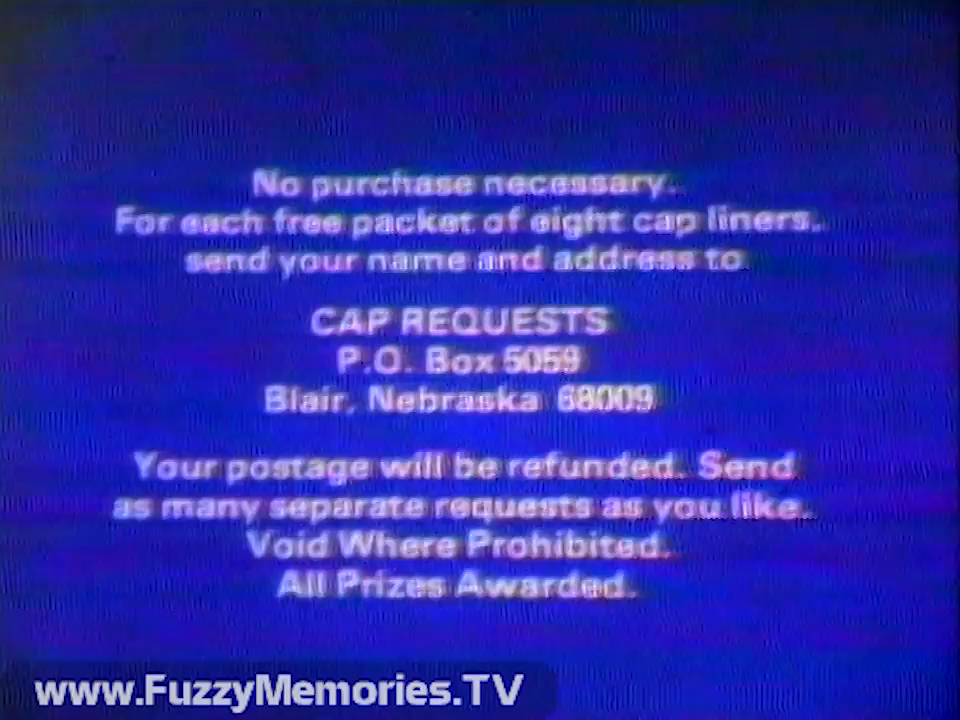 No purchase necessary.
For each free packet of eight cap liners,
send your name and address to
CAP REQUESTS
P.O. Box 5059
Blair, Nebraska 68009
Your postage will be refunded. Send
as many separate requests as you like.
Void Where Prohibited.
All Prizes Awarded.
www.FuzzyMemories.TV